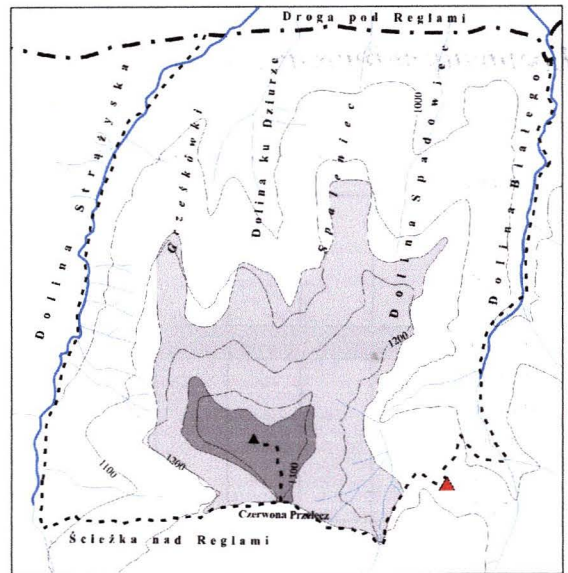 Droga pod Reglami
Dolina Strążyska
Grześkówki
Dolina ku Dziurze
Spaleniec
Dolina Spadowiec
Dolina Białego
1000
1200
1100
1200
1300
Czerwona Przełęcz
Ścieżka nad Reglami